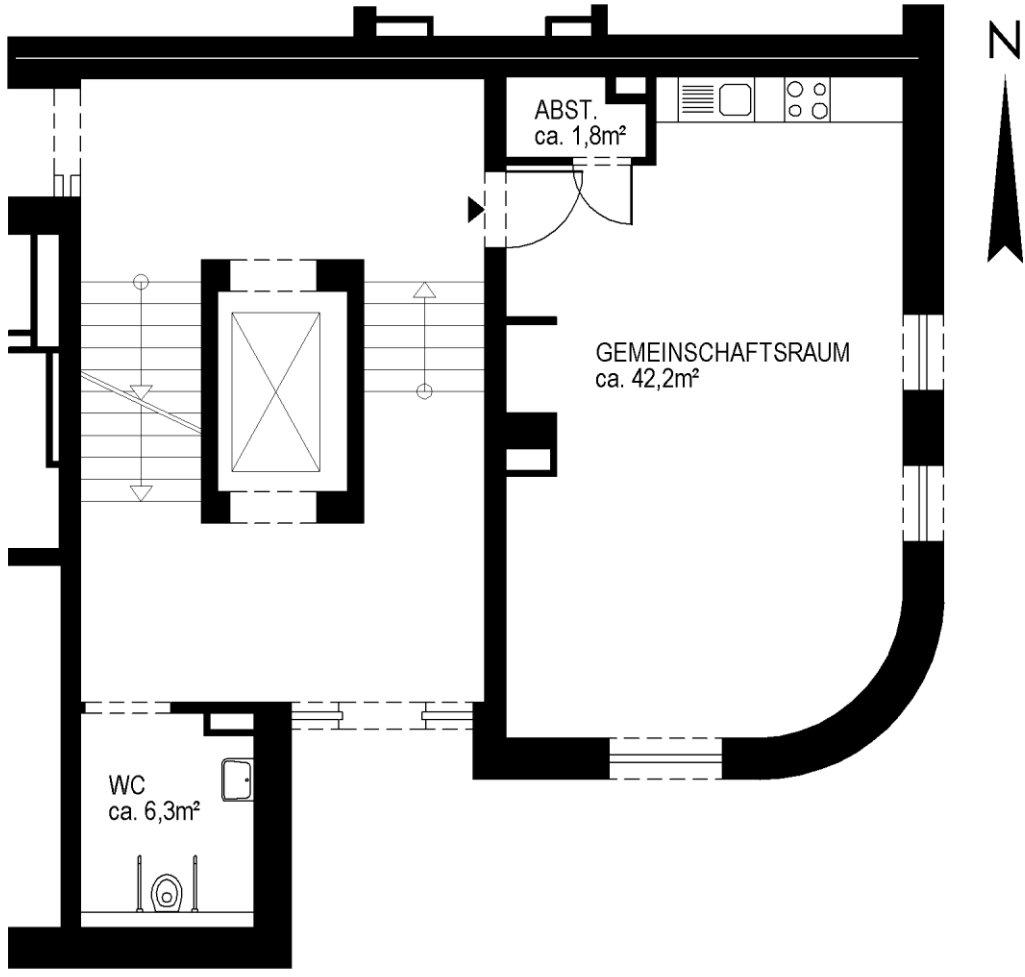 N
ABST.
ca. 1,8m²
GEMEINSCHAFTSRAUM
ca. 42,2m²
WC
ca. 6,3m²